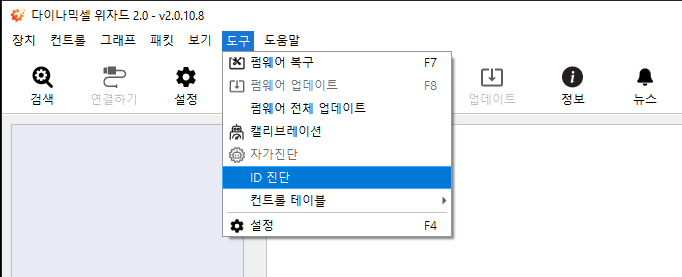 다이나믹셀 위자드 2.0 - v2.0.10.8
장치 컨트롤 그래프 패킷 보기 도구 도움말
검색 연결하기 설정 업데이트 정보 뉴스
펌웨어 복구 F7
펌웨어 업데이트 F8
펌웨어 전체 업데이트
캘리브레이션
자가진단
ID 진단
컨트롤 테이블
설정 F4